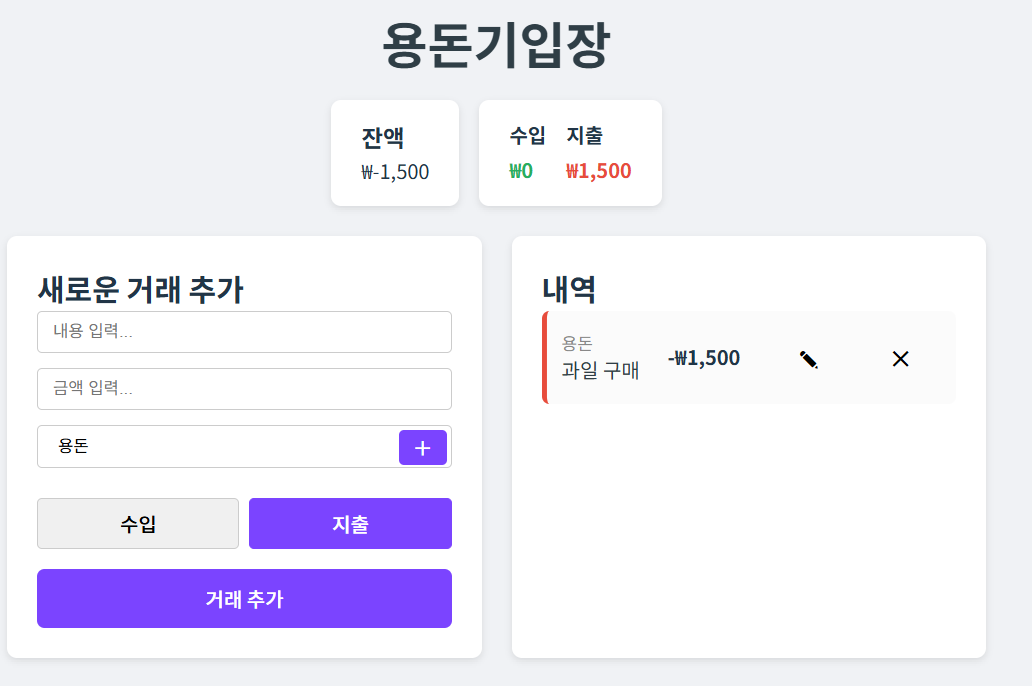 용돈기입장
잔액
₩-1,500
수입 지출
₩0 ₩1,500
새로운 거래 추가
내용 입력...
금액 입력...
용돈 +
수입 지출
거래 추가
내역
용돈
과일 구매
-₩1,500